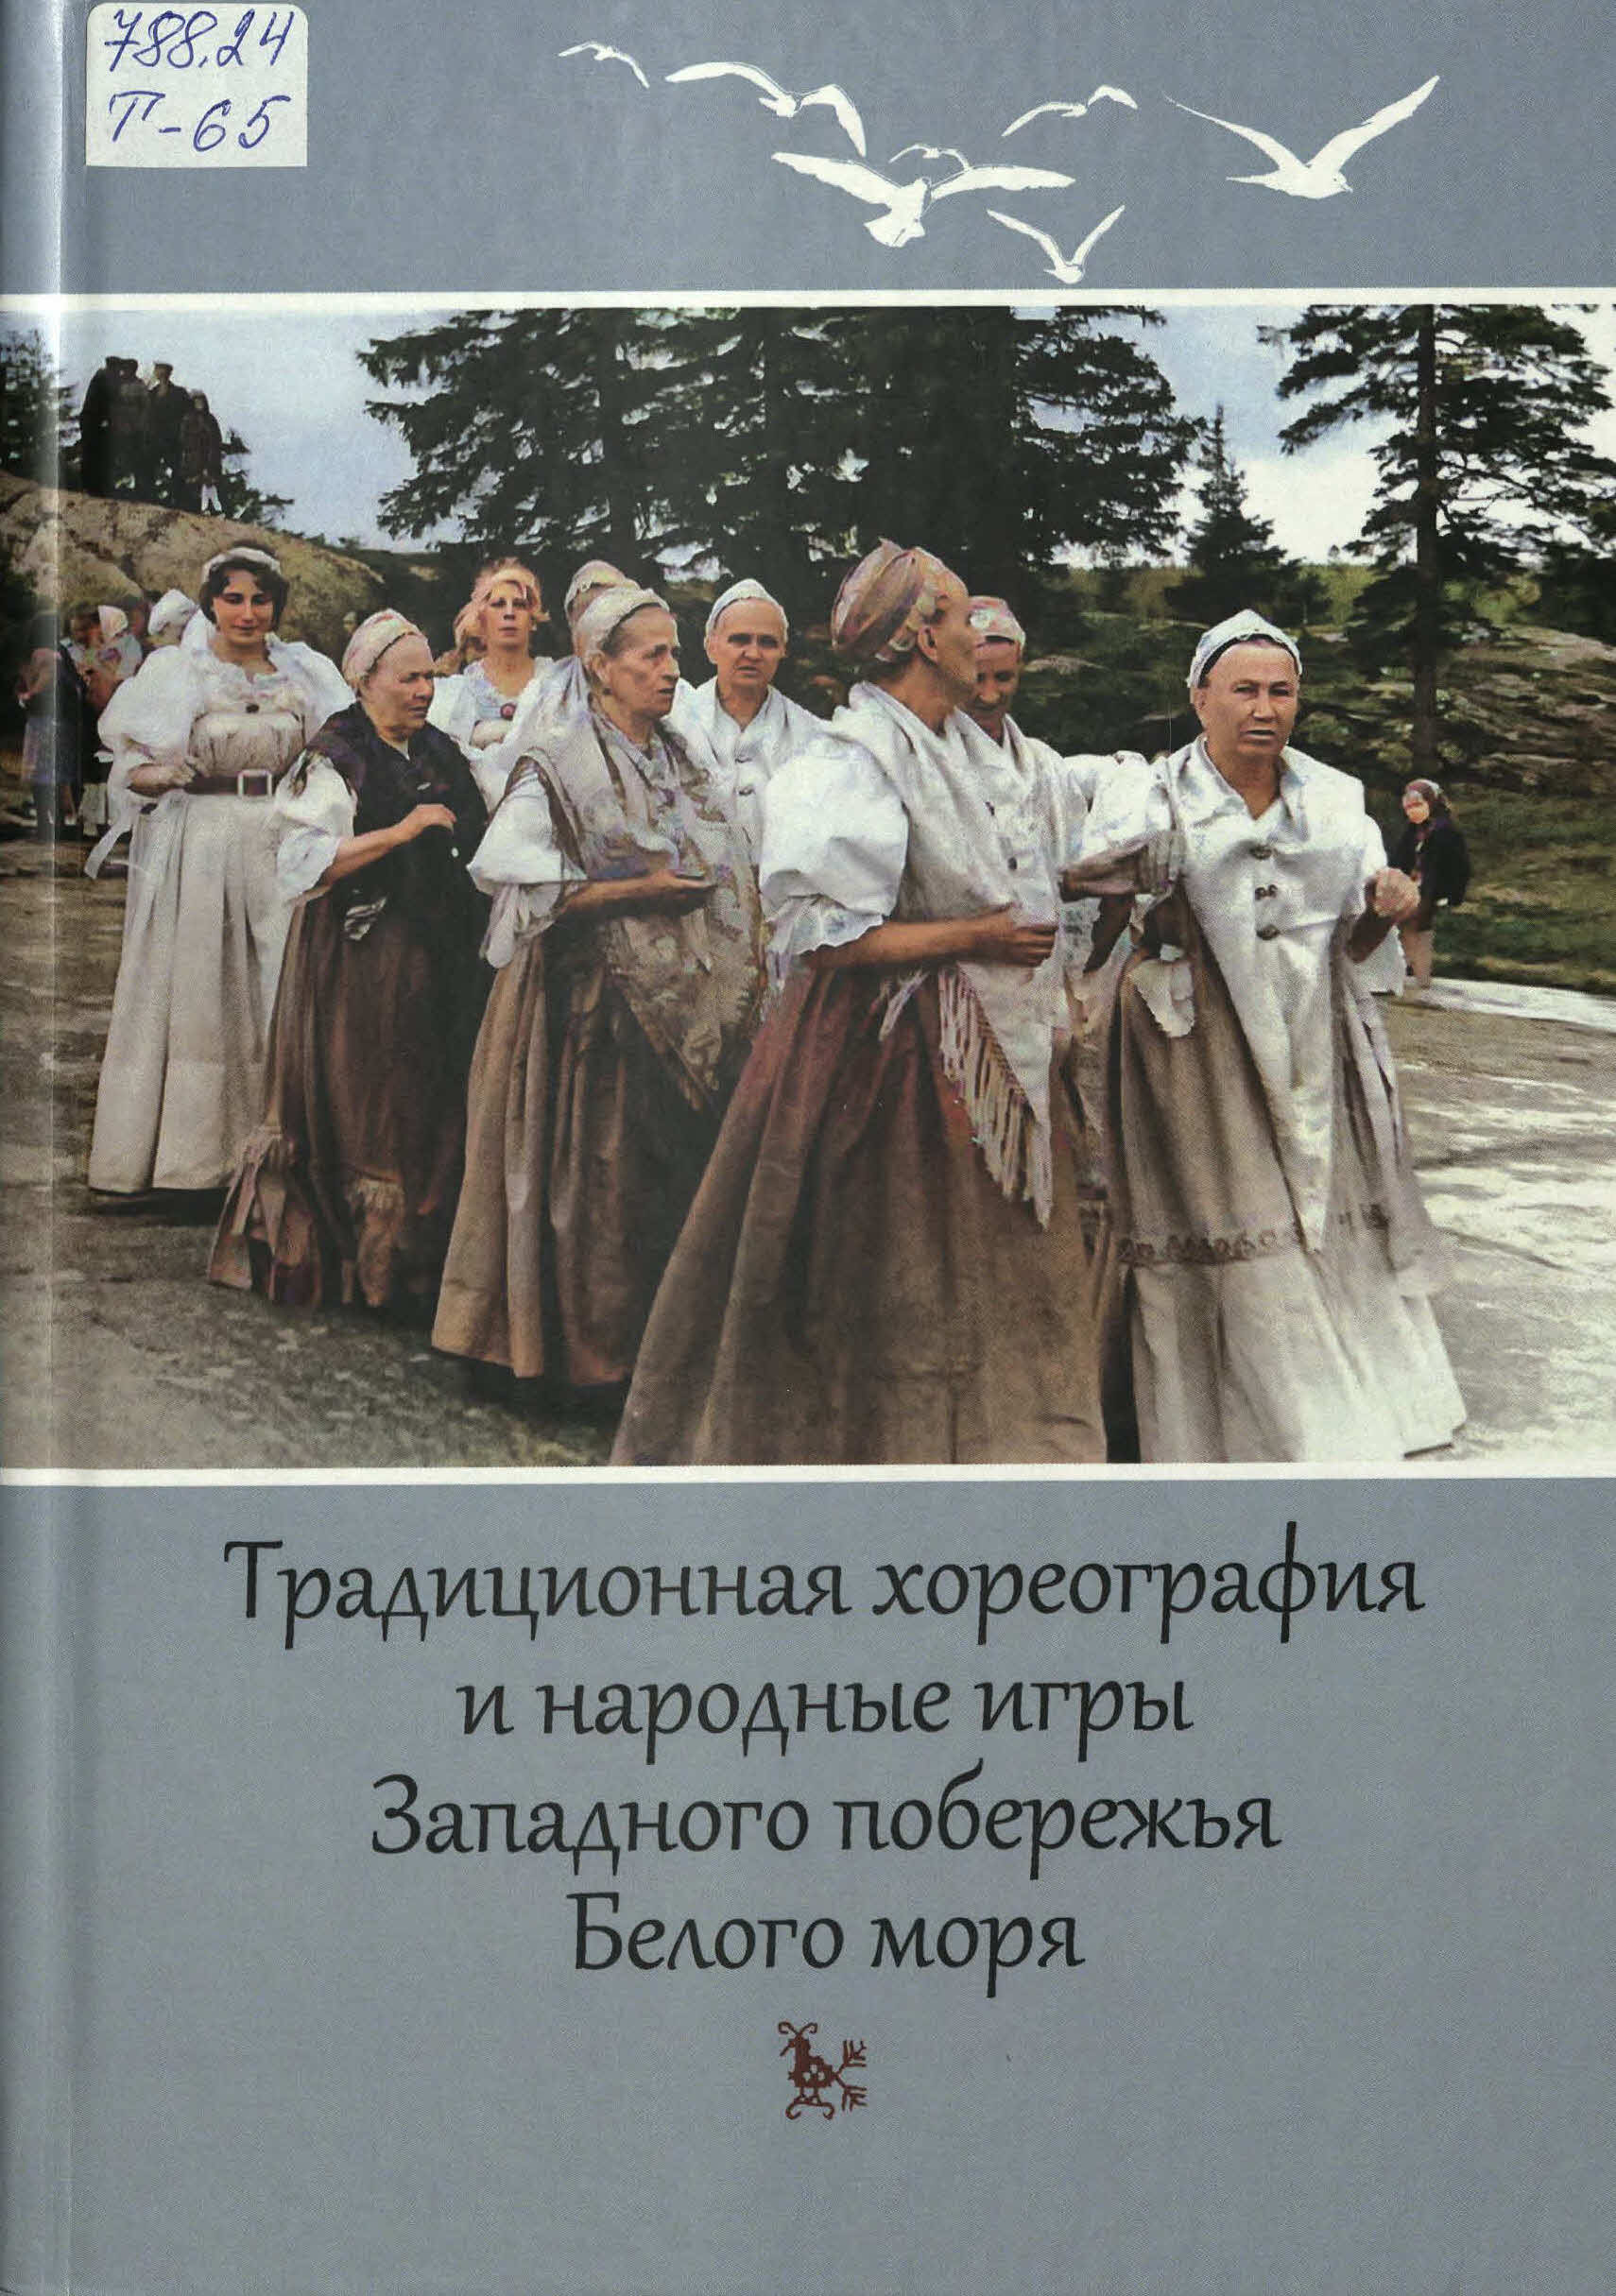 788.24
Т-65
Традиционная хореография
и народные игры
Западного побережья
Белого моря